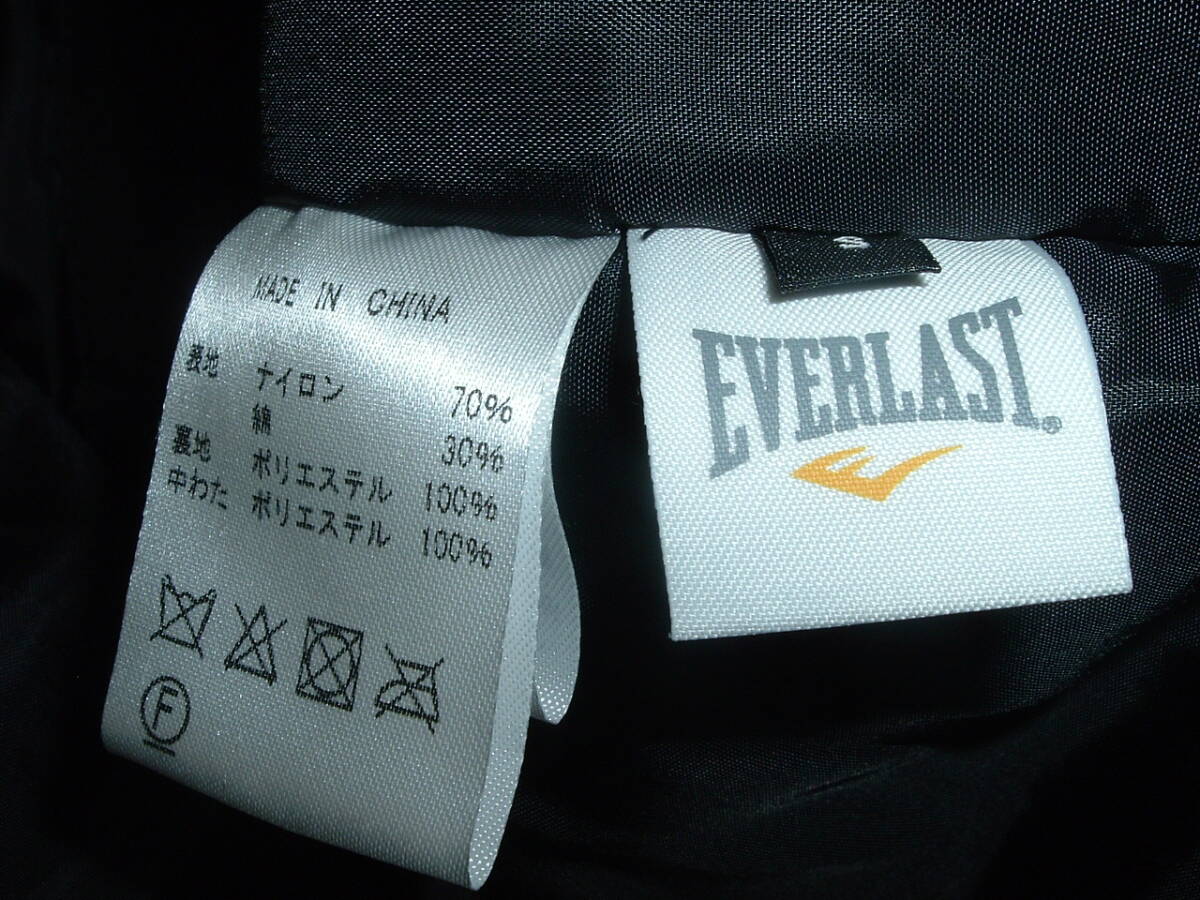 MADE IN CHINA
表地 ナイロン 70%
綿 30%
裏地 ポリエステル 100%
中わた ポリエステル 100%
F
EVERLAST®